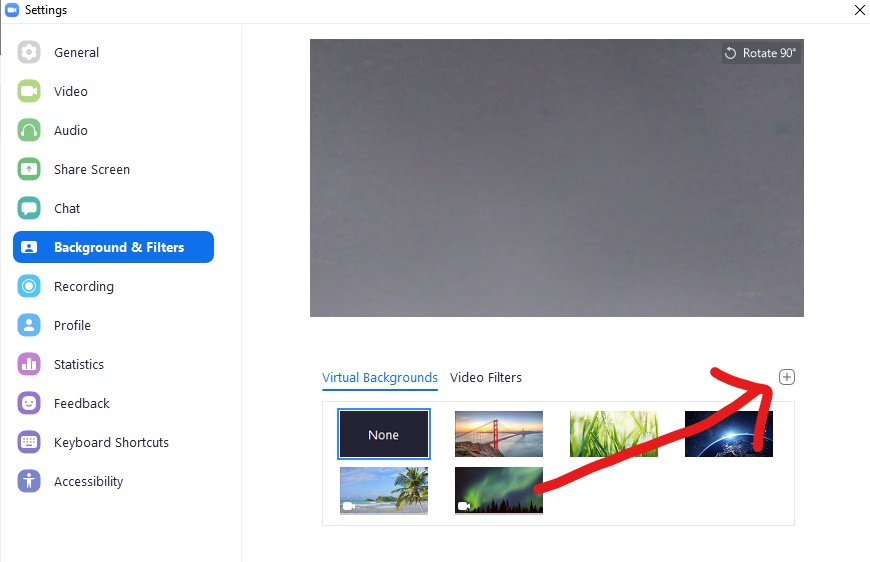 Settings
General
Video
Audio
Share Screen
Chat
Background & Filters
Recording
Profile
Statistics
Feedback
Keyboard Shortcuts
Accessibility
Rotate 90°
Virtual Backgrounds Video Filters
None